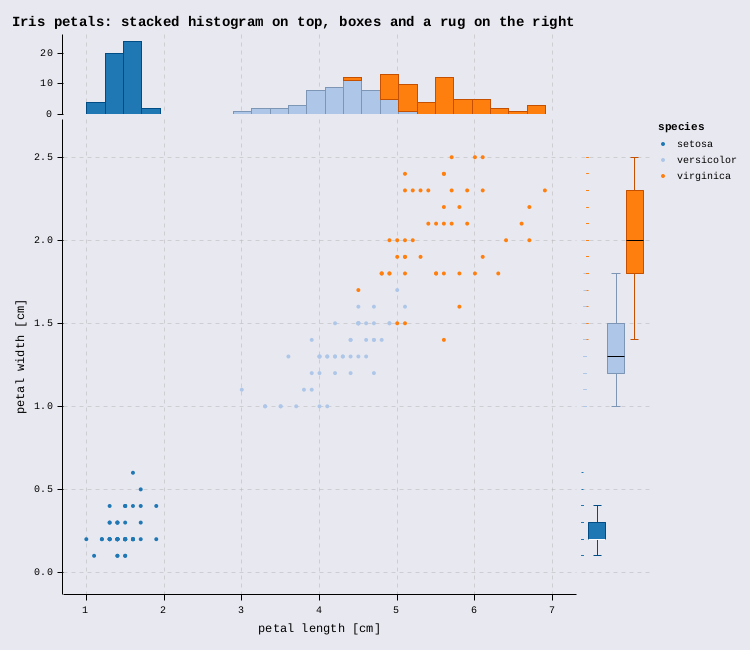 Iris petals: stacked histogram on top, boxes and a rug on the right
20
10
0
species
setosa
versicolor
virginica
2.5
2.0
1.5
1.0
0.5
0.0
petal width [cm]
1 2 3 4 5 6 7
petal length [cm]